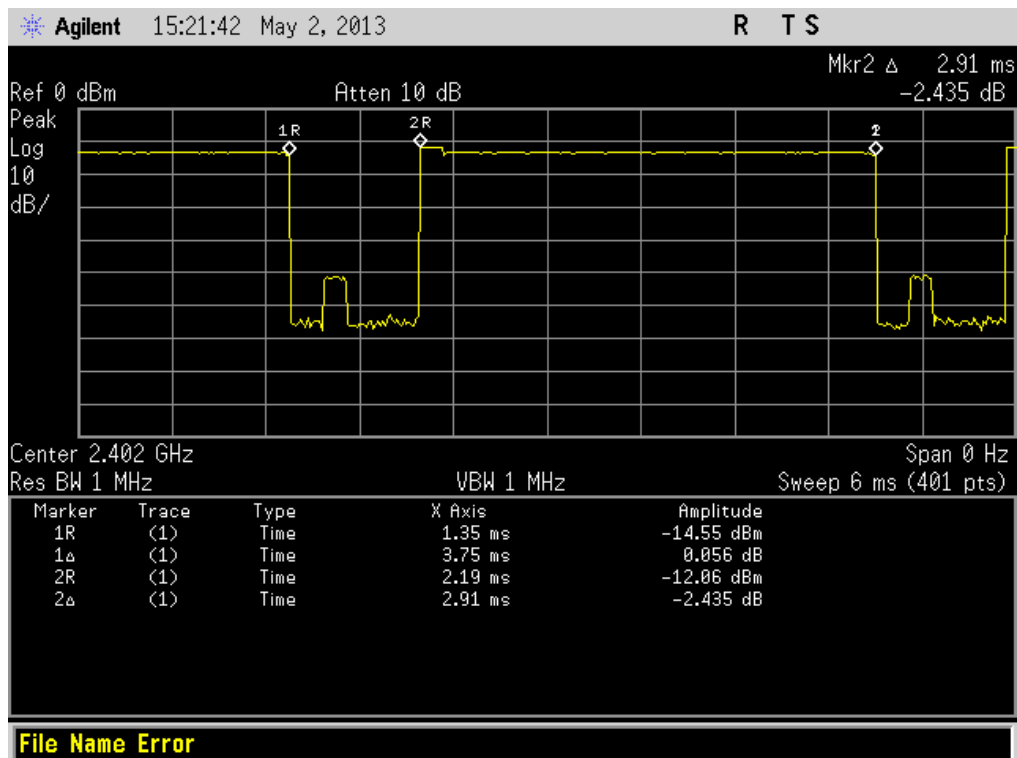 Agilent 15:21:42 May 2, 2013 R T S
Mkr2 Δ 2.91 ms
Ref 0 dBm Atten 10 dB -2.435 dB
Peak
Log
10
dB/
1R 2R 2
Center 2.402 GHz Span 0 Hz
Res BW 1 MHz VBW 1 MHz Sweep 6 ms (401 pts)
Marker Trace Type X Axis Amplitude
1R (1) Time 1.35 ms -14.55 dBm
1Δ (1) Time 3.75 ms 0.056 dB
2R (1) Time 2.19 ms -12.06 dBm
2Δ (1) Time 2.91 ms -2.435 dB
File Name Error